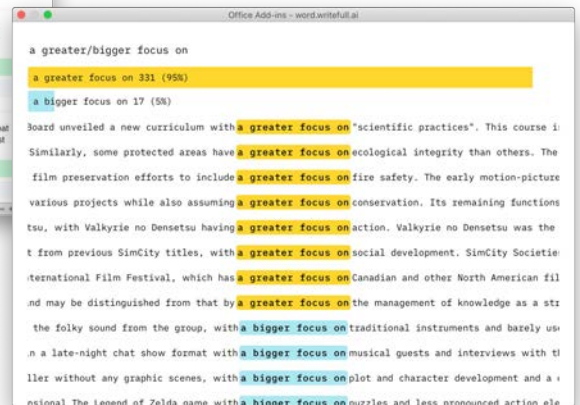 Office Add-ins – word.writefull.ai
a greater/bigger focus on
a greater focus on 331 (95%)
a bigger focus on 17 (5%)
Board unveiled a new curriculum with a greater focus on "scientific practices". This course i
Similarly, some protected areas have a greater focus on ecological integrity than others. The
film preservation efforts to include a greater focus on fire safety. The early motion-picture
various projects while also assuming a greater focus on conservation. Its remaining functions
tsu, with Valkyrie no Densetsu having a greater focus on action. Valkyrie no Densetsu was the
t from previous SimCity titles, with a greater focus on social development. SimCity Societie
ternational Film Festival, which has a greater focus on Canadian and other North American fil
nd may be distinguished from that by a greater focus on the management of knowledge as a str
the folky sound from the group, with a bigger focus on traditional instruments and barely us
n a late-night chat show format with a bigger focus on musical guests and interviews with t
ller without any graphic scenes, with a bigger focus on plot and character development and a
nsional The Legend of Zelda game with a bigger focus on puzzles and less pronounced action ele